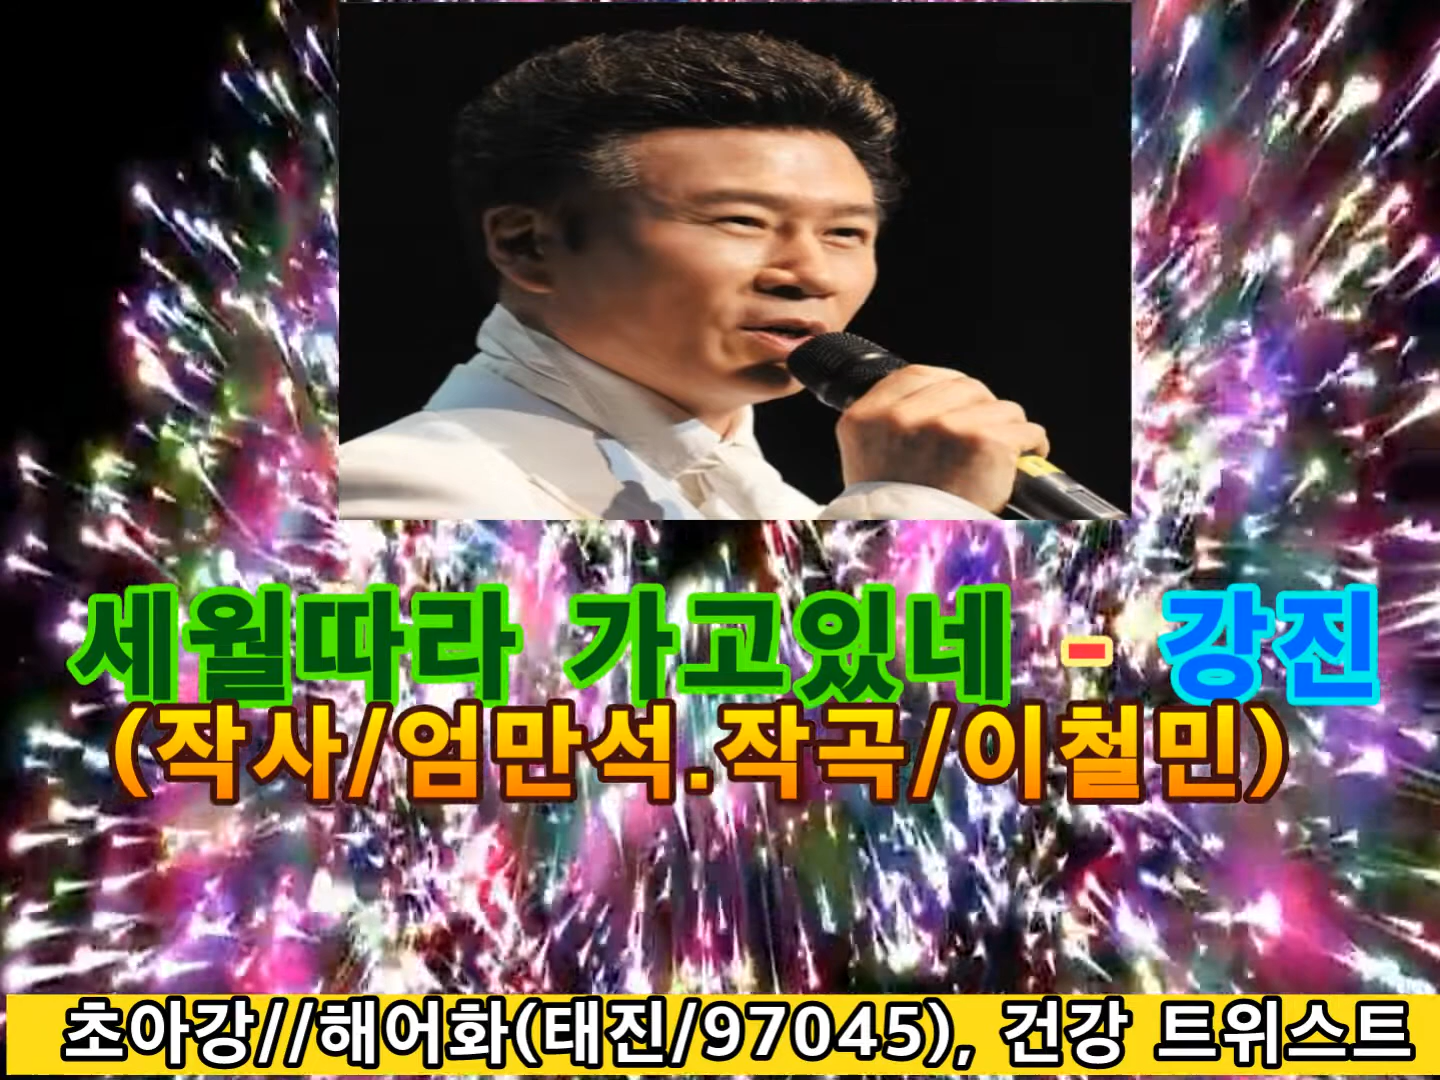 세월따라 가고있네 - 강진
(작사/엄만석.작곡/이철민)
초아강//해어화(태진/97045), 건강 트위스트